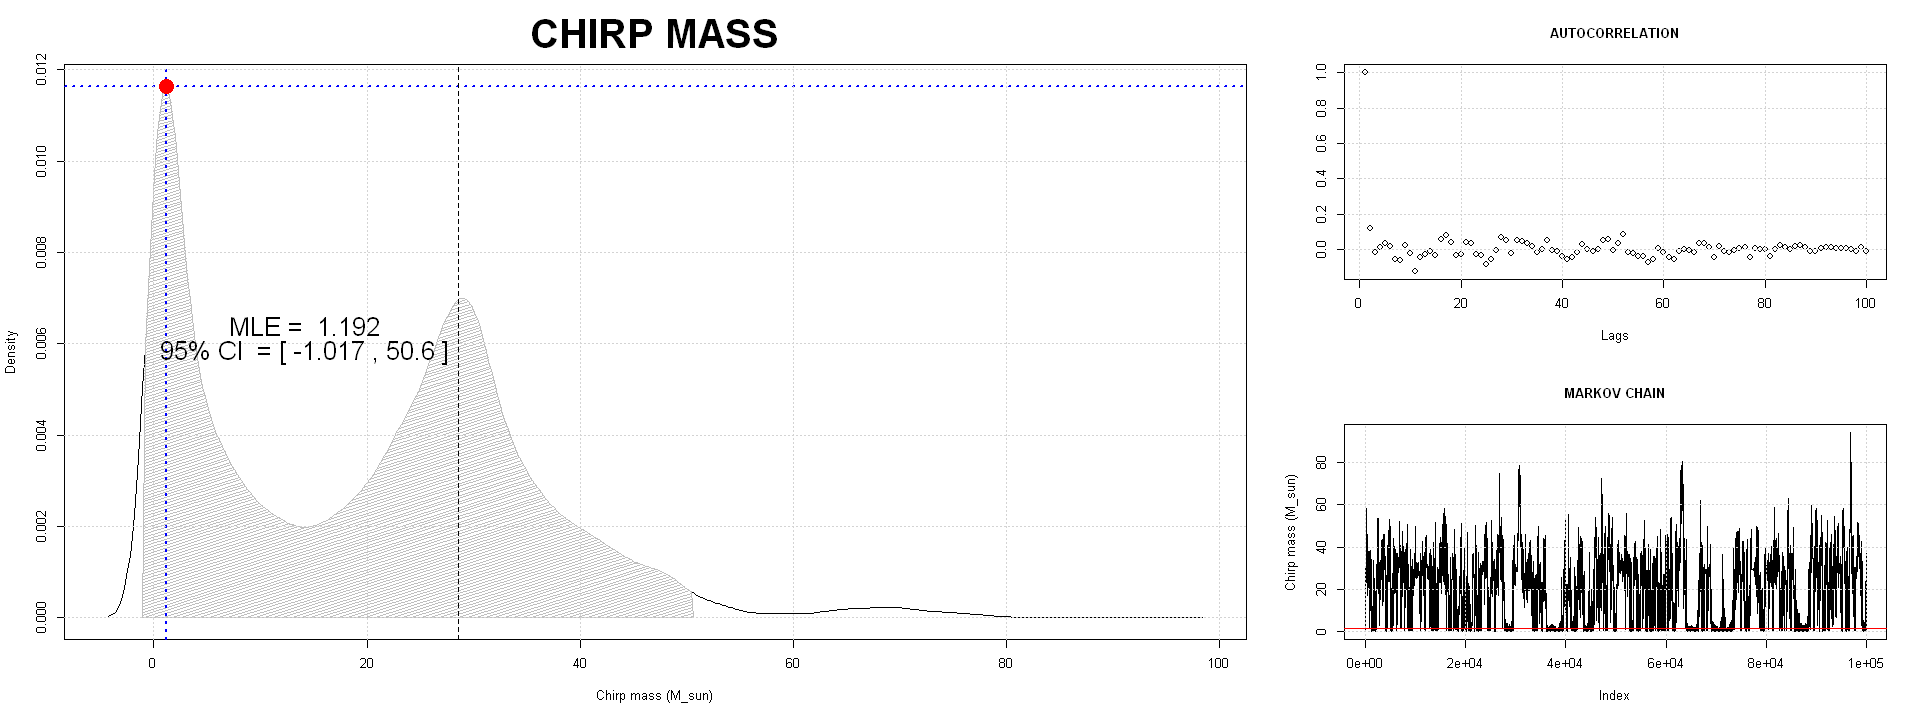 CHIRP MASS
0.012
0.010
0.008
0.006
0.004
0.002
0.000
Density
MLE = 1.192
95% CI = [ -1.017 , 50.6 ]
0 20 40 60 80 100
Chirp mass (M_sun)
AUTOCORRELATION
1.0
0.8
0.6
0.4
0.2
0.0
0 20 40 60 80 100
Lags
MARKOV CHAIN
80
60
40
20
0
Chirp mass (M_sun)
0e+00 2e+04 4e+04 6e+04 8e+04 1e+05
Index